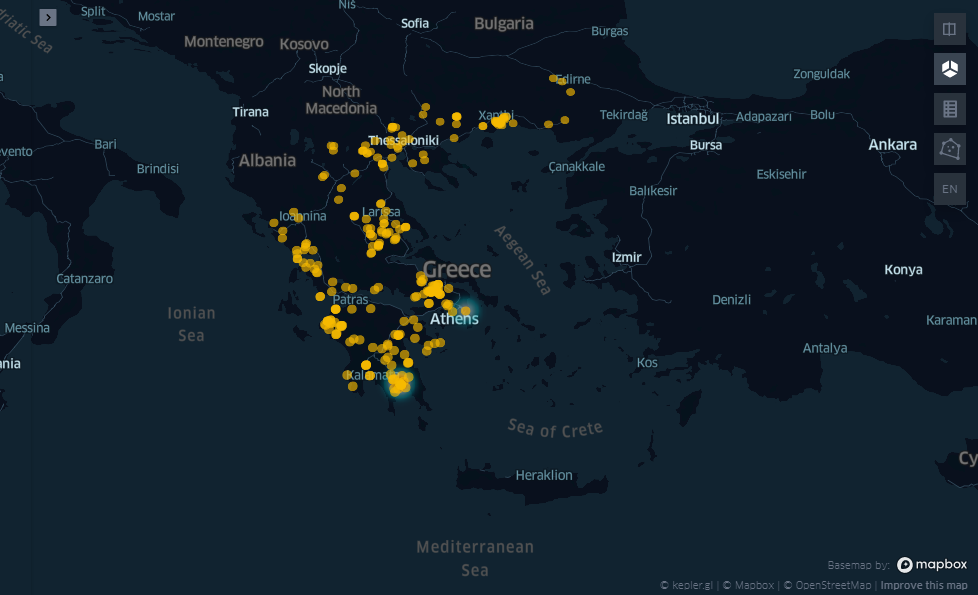 Niš
Split
Mostar
Sofia
Bulgaria
Burgas
driatic Sea
Montenegro
Kosovo
Skopje
Zonguldak
Edirne
North
Macedonia
Tirana
Xanthi
Tekirdağ
Istanbul
Adapazarı
Bolu
Thessaloniki
Bari
evento
Bursa
Ankara
Albania
Brindisi
Çanakkale
Eskisehir
EN
Balıkesir
Ioannina
Larissa
Aegean Sea
Izmir
Greece
Konya
Catanzaro
Patras
Denizli
Ionian
Sea
Athens
Karaman
Messina
Antalya
Kos
nia
Sea of Crete
Cy
Heraklion
Mediterranean
Sea
Basemap by:
mapbox
© kepler.gl | © Mapbox | © OpenStreetMap | Improve this map